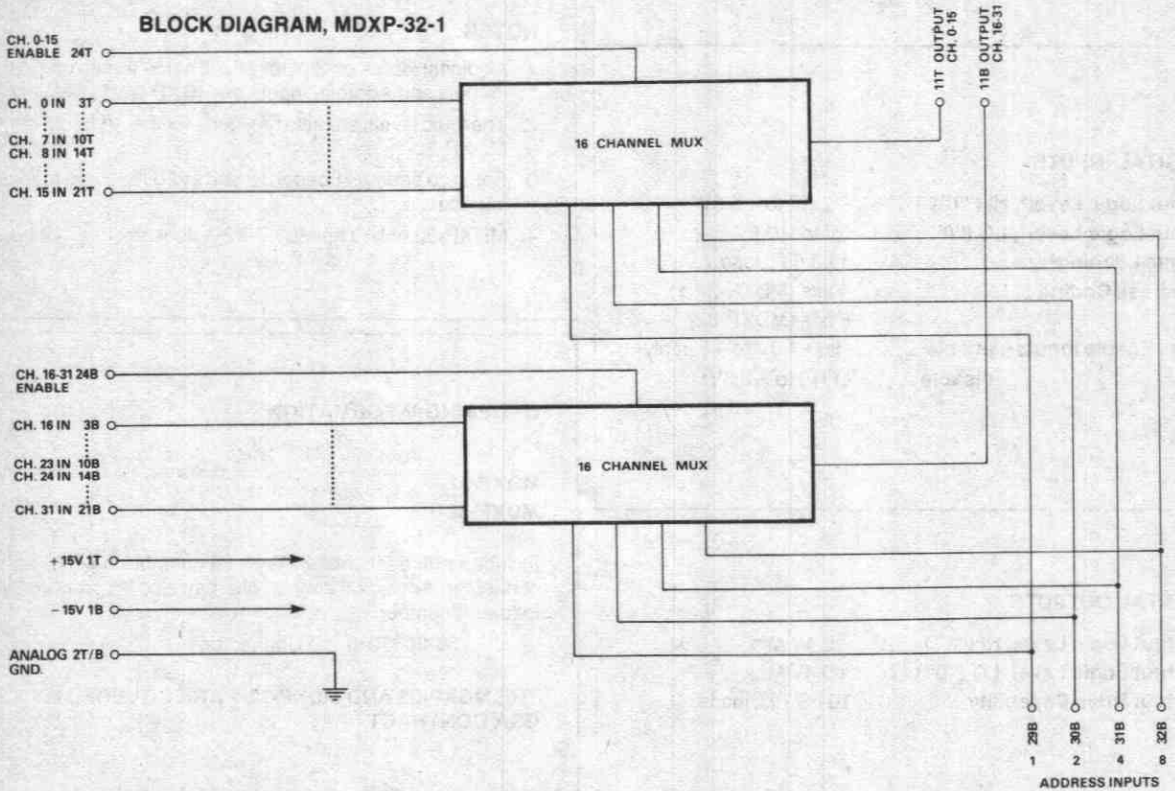 BLOCK DIAGRAM, MDXP-32-1
CH. 0-15
ENABLE 24T
CH. 0 IN 3T
CH. 7 IN 10T
CH. 8 IN 14T
CH. 15 IN 21T
16 CHANNEL MUX
11T OUTPUT
CH. 0-15
11B OUTPUT
CH. 16-31
CH. 16-31 24B
ENABLE
CH. 16 IN 3B
CH. 23 IN 10B
CH. 24 IN 14B
CH. 31 IN 21B
16 CHANNEL MUX
+15V 1T
-15V 1B
ANALOG 2T/B
GND.
29B 30B 31B 32B
1 2 4 8
ADDRESS INPUTS